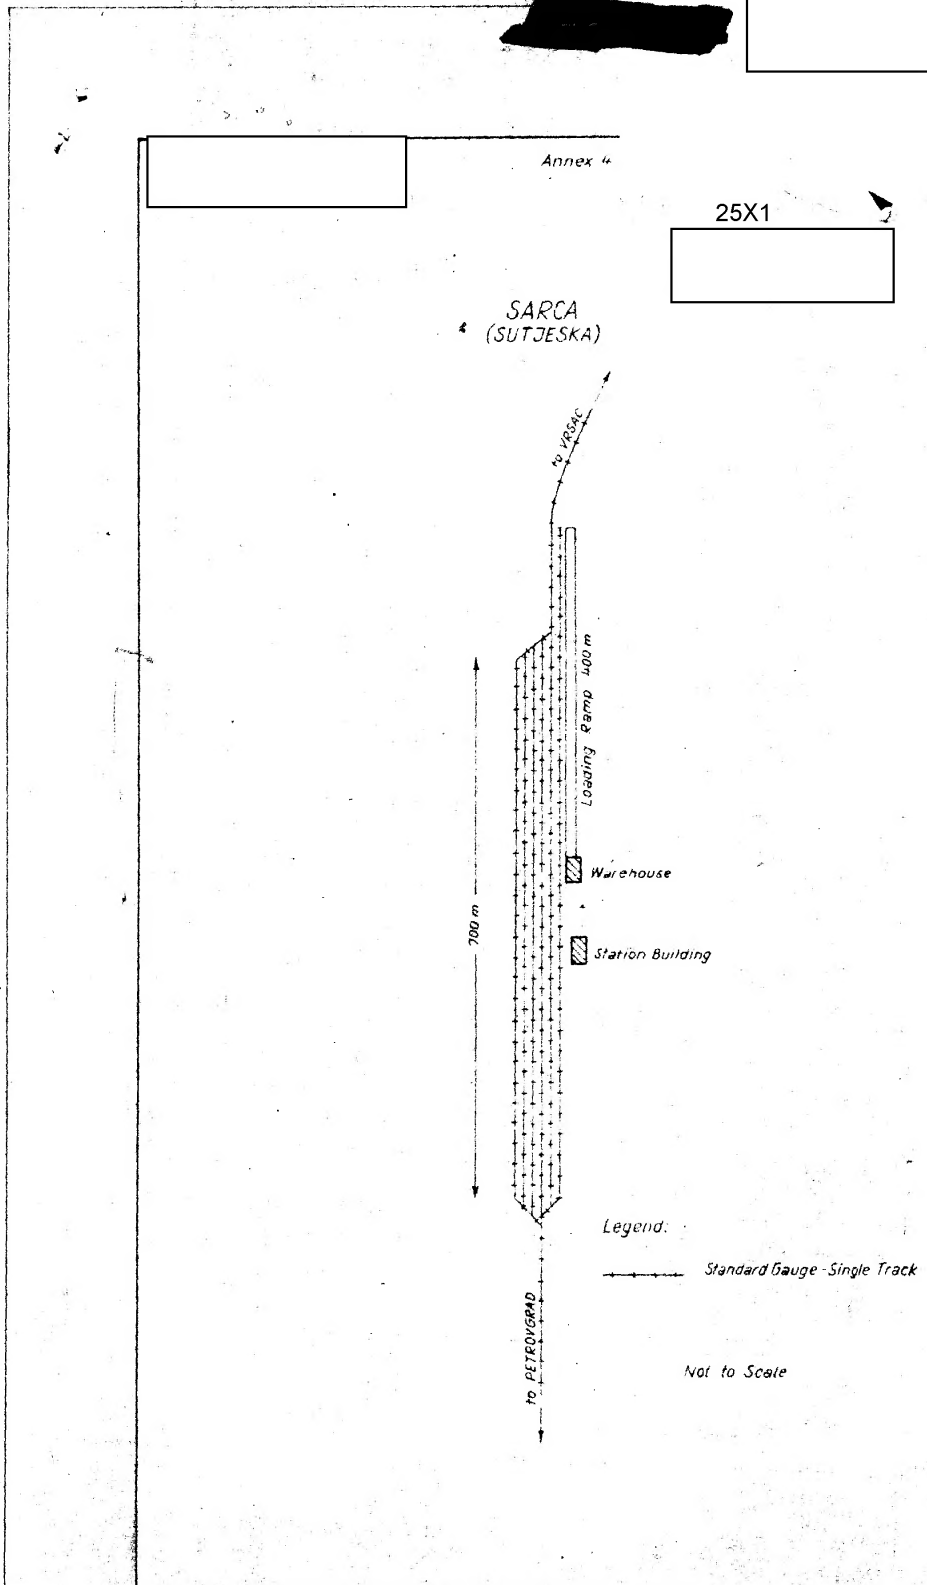 Annex 4
25X1
SARCA
(SUTJESKA)
to VRSAC
Loading Ramp 400m
Warehouse
700 m
Station Building
Legend:
Standard Gauge - Single Track
to PETROVGRAD
Not to Scale